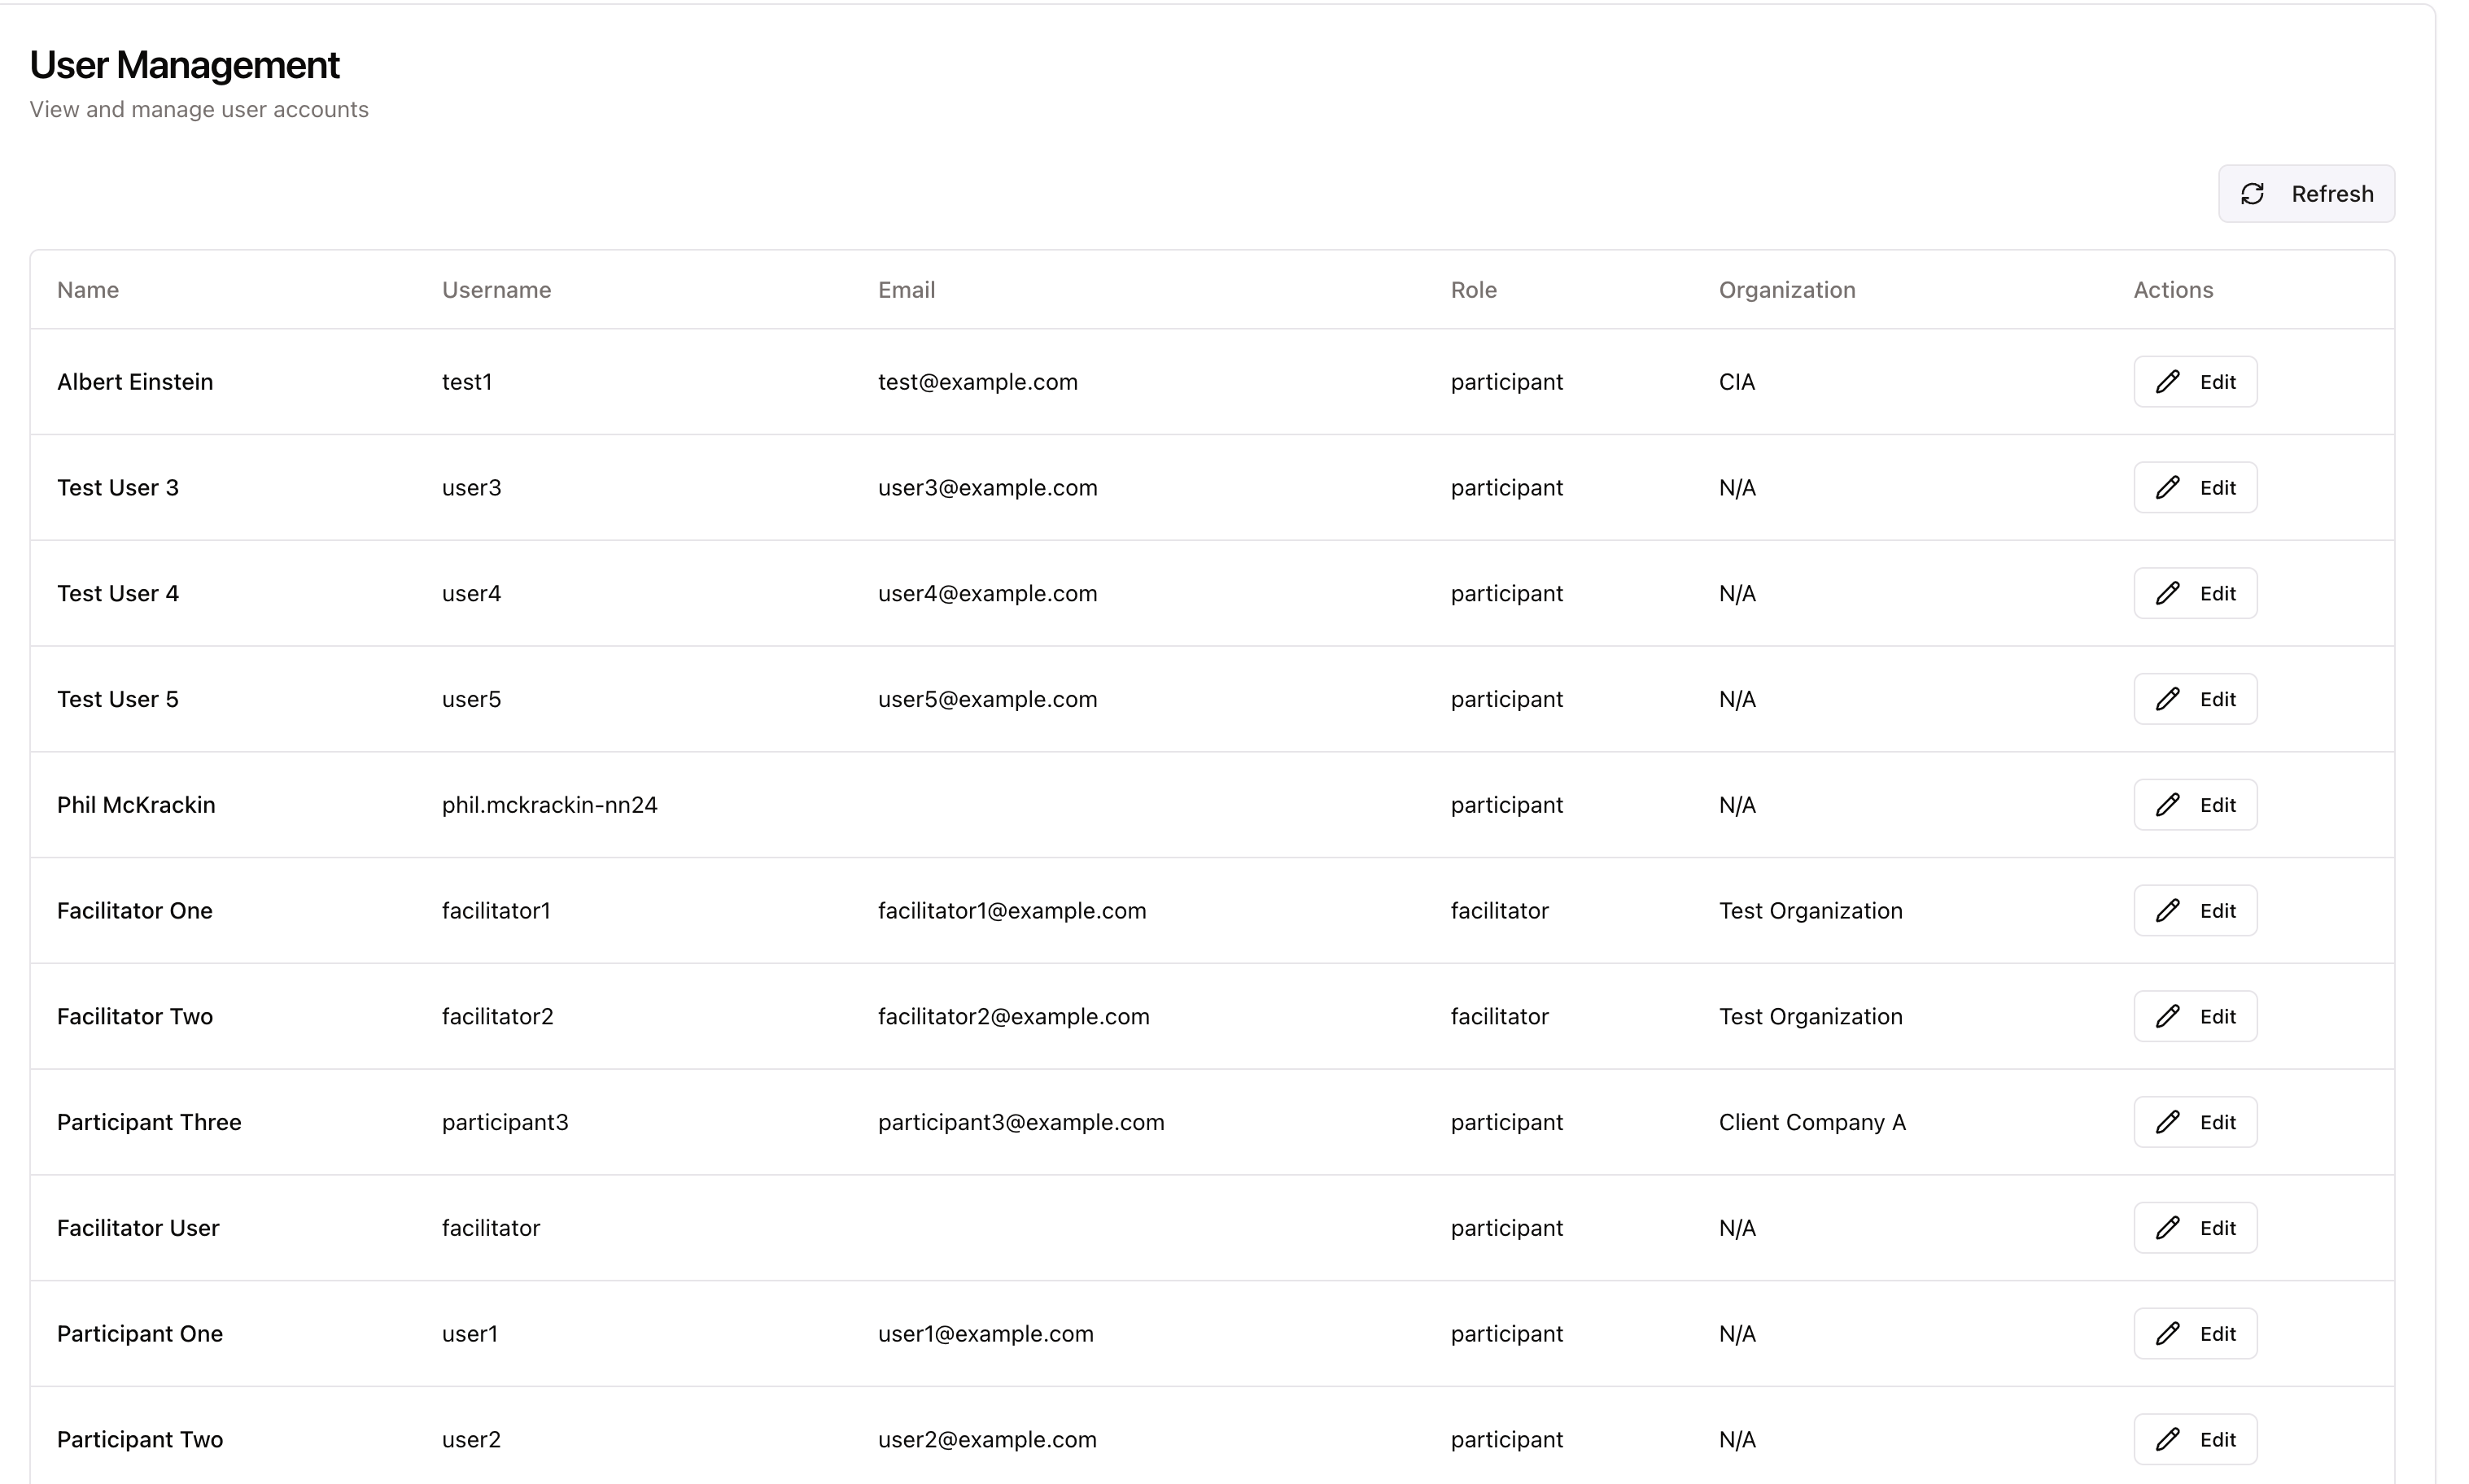 User Management
View and manage user accounts
Refresh
Name Username Email Role Organization Actions
Albert Einstein test1 test@example.com participant CIA Edit
Test User 3 user3 user3@example.com participant N/A Edit
Test User 4 user4 user4@example.com participant N/A Edit
Test User 5 user5 user5@example.com participant N/A Edit
Phil McKrackin phil.mckrackin-nn24 participant N/A Edit
Facilitator One facilitator1 facilitator1@example.com facilitator Test Organization Edit
Facilitator Two facilitator2 facilitator2@example.com facilitator Test Organization Edit
Participant Three participant3 participant3@example.com participant Client Company A Edit
Facilitator User facilitator participant N/A Edit
Participant One user1 user1@example.com participant N/A Edit
Participant Two user2 user2@example.com participant N/A Edit